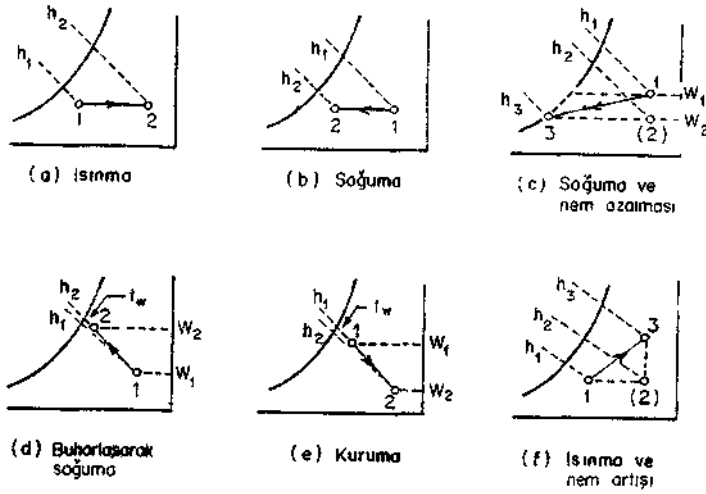 h₂
h₁
1
2
(a) Isınma
h₁
h₂
2
1
(b) Soğuma
h₁
h₂
h₃
1
W₁
3
(2)
W₂
(c) Soğuma ve
nem azalması
h₂
h₁
t_w
2
W₂
1
W₁
(d) Buharlaşarak
soğuma
h₁
h₂
t_w
1
W₁
2
W₂
(e) Kuruma
h₃
h₂
h₁
3
1
(2)
(f) Isınma ve
nem artışı